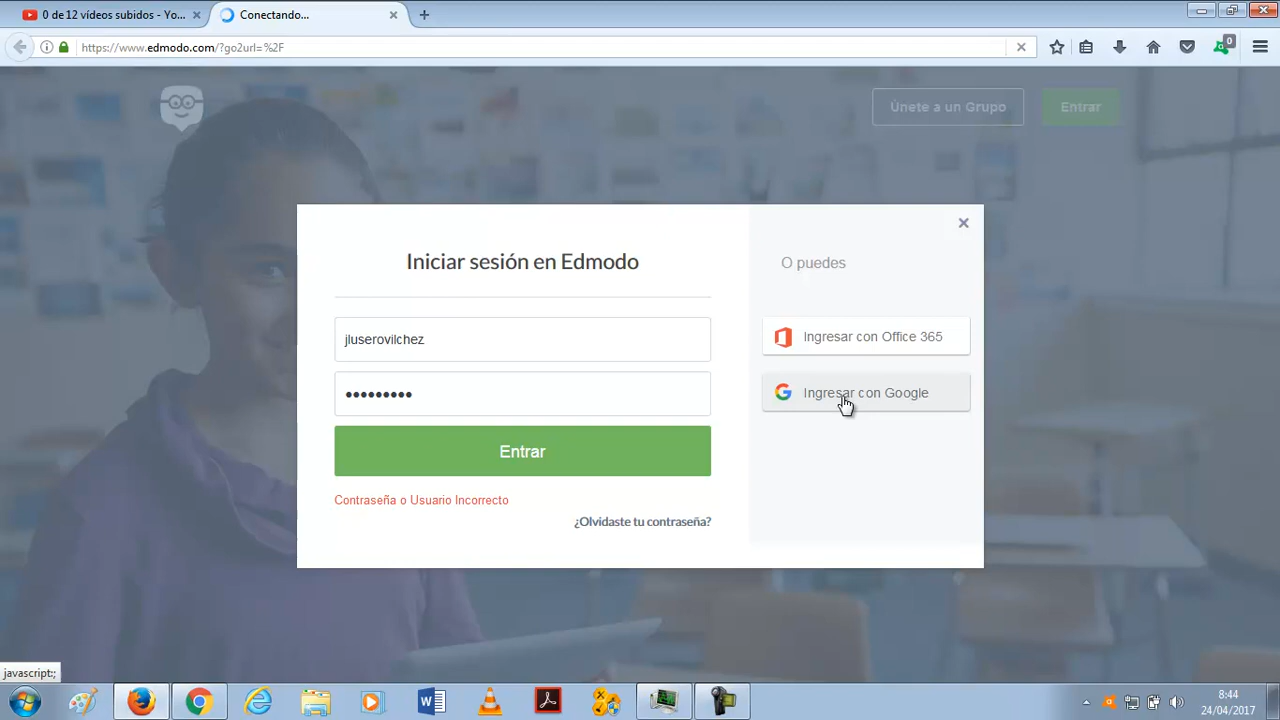 0 de 12 vídeos subidos - Yo...
Conectando...
https://www.edmodo.com/?go2url=%2F
0
Únete a un Grupo
Entrar
Iniciar sesión en Edmodo
O puedes
jluserovilchez
•••••••••
Ingresar con Office 365
Ingresar con Google
Entrar
Contraseña o Usuario Incorrecto
¿Olvidaste tu contraseña?
javascript:;
8:44
24/04/2017